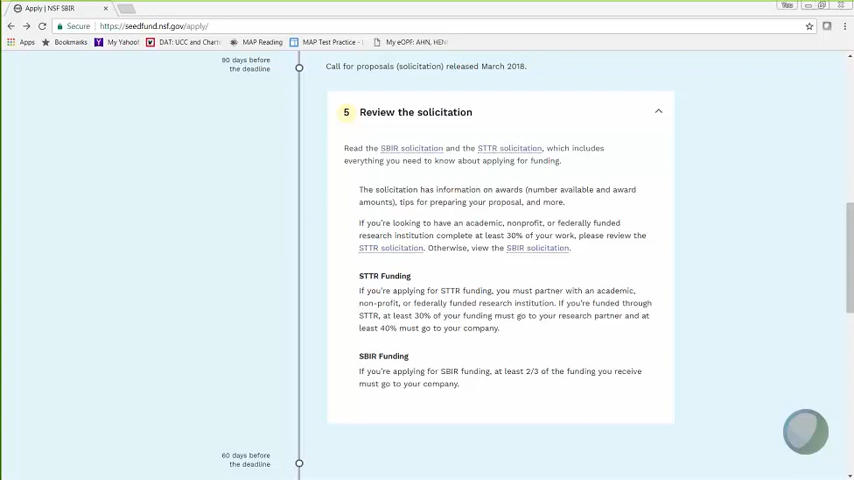 Apply | NSF SBIR
You
Secure
https://seedfund.nsf.gov/apply/
Apps
Bookmarks
My Yahoo!
DAT: UCC and Charte
MAP Reading
MAP Test Practice -
My eOPF: AHN, HEN
90 days before
the deadline
Call for proposals (solicitation) released March 2018.
5 Review the solicitation
Read the SBIR solicitation and the STTR solicitation, which includes
everything you need to know about applying for funding.
The solicitation has information on awards (number available and award
amounts), tips for preparing your proposal, and more.
If you're looking to have an academic, nonprofit, or federally funded
research institution complete at least 30% of your work, please review the
STTR solicitation. Otherwise, view the SBIR solicitation.
STTR Funding
If you're applying for STTR funding, you must partner with an academic,
non-profit, or federally funded research institution. If you're funded through
STTR, at least 30% of your funding must go to your research partner and at
least 40% must go to your company.
SBIR Funding
If you're applying for SBIR funding, at least 2/3 of the funding you receive
must go to your company.
60 days before
the deadline